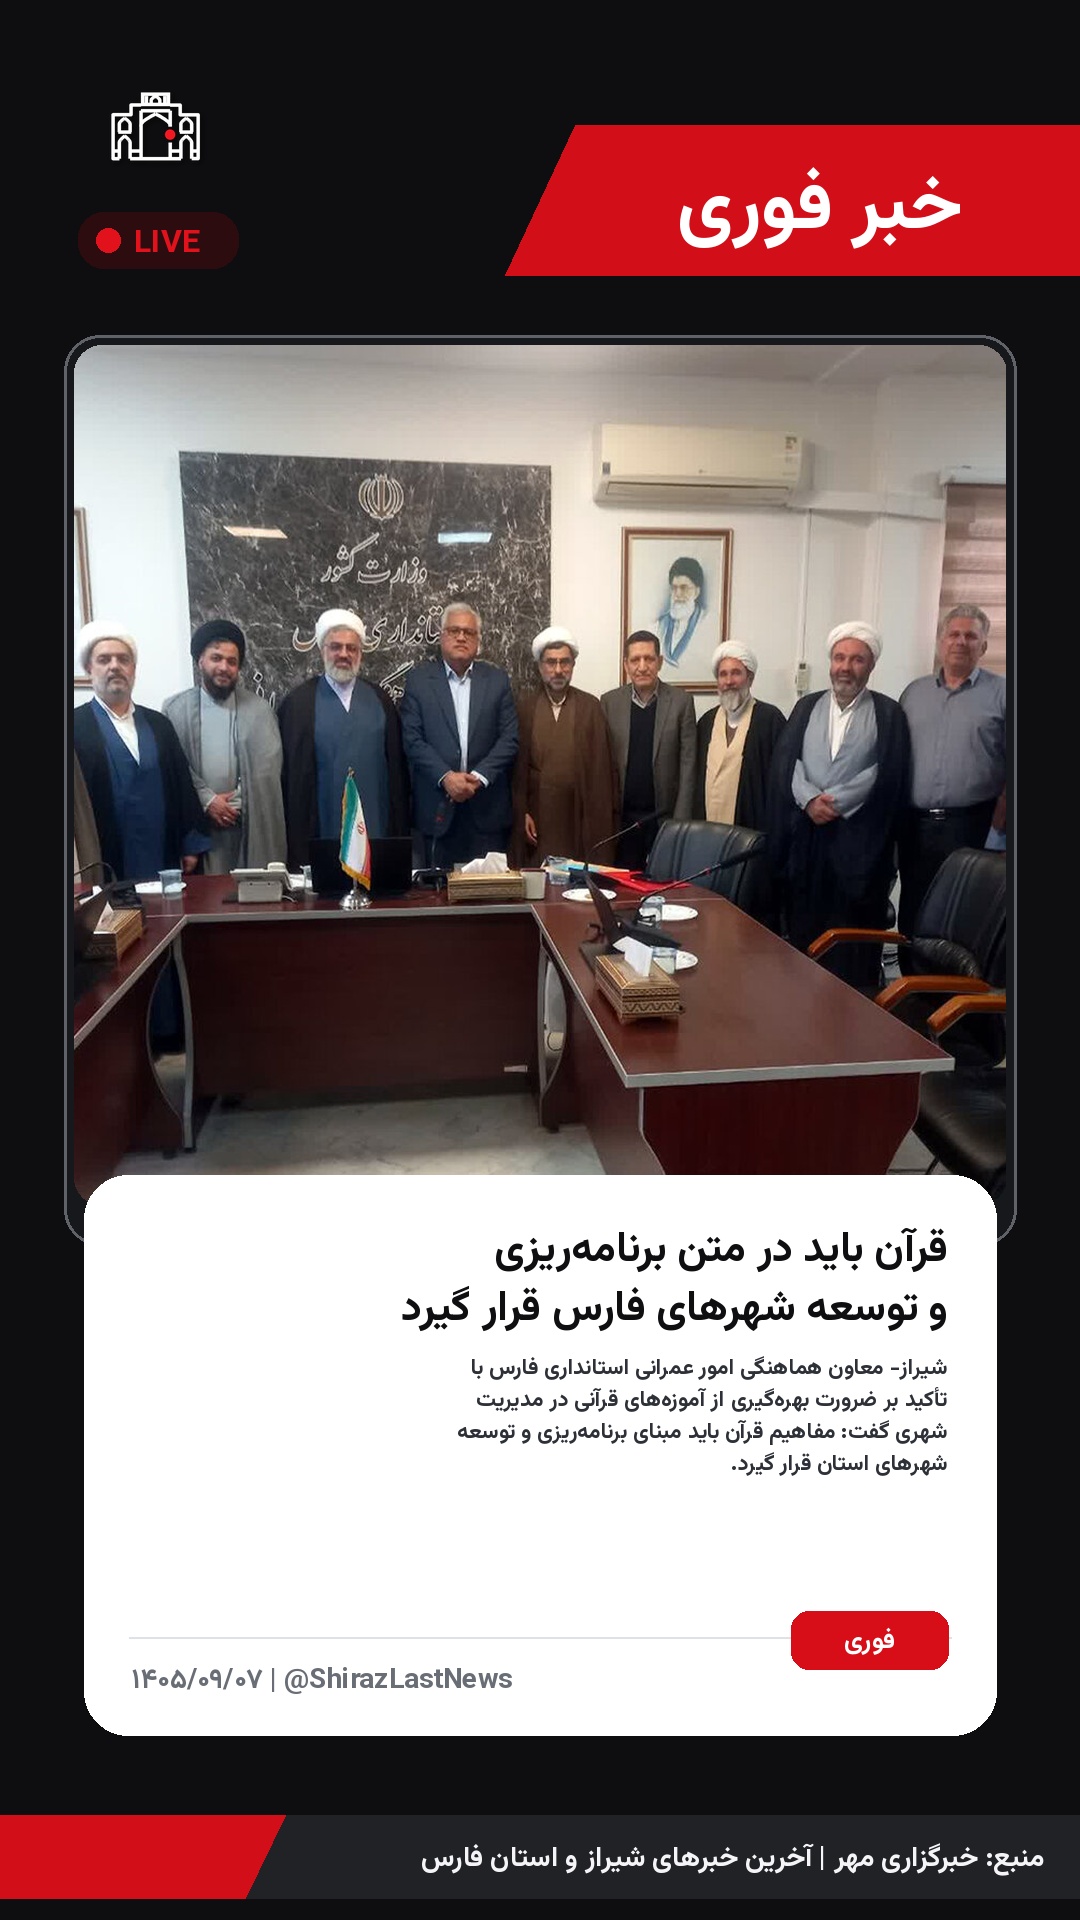 خبر فوری
LIVE
وزارت کشور
قرآن باید در متن برنامه‌ریزی
و توسعه شهرهای فارس قرار گیرد
شیراز- معاون هماهنگی امور عمرانی استانداری فارس با
تأکید بر ضرورت بهره‌گیری از آموزه‌های قرآنی در مدیریت
شهری گفت: مفاهیم قرآن باید مبنای برنامه‌ریزی و توسعه
شهرهای استان قرار گیرد.
فوری
۱۴۰۵/۰۹/۰۷ | @ShirazLastNews
منبع: خبرگزاری مهر | آخرین خبرهای شیراز و استان فارس